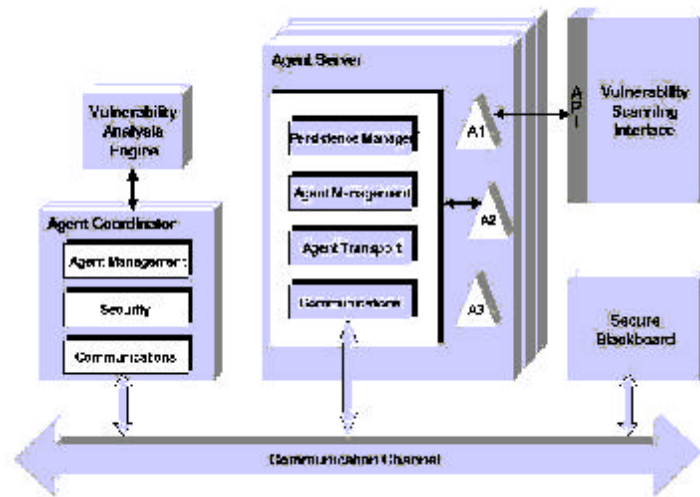 Agent Server
Vulnerability
Analysis
Engine
Persistence Manager
Agent Management
Agent Transport
Communications
A1
A2
A3
API
Vulnerability
Scanning
Interface
Agent Coordinator
Agent Management
Security
Communications
Secure
Blackboard
Communication Channel